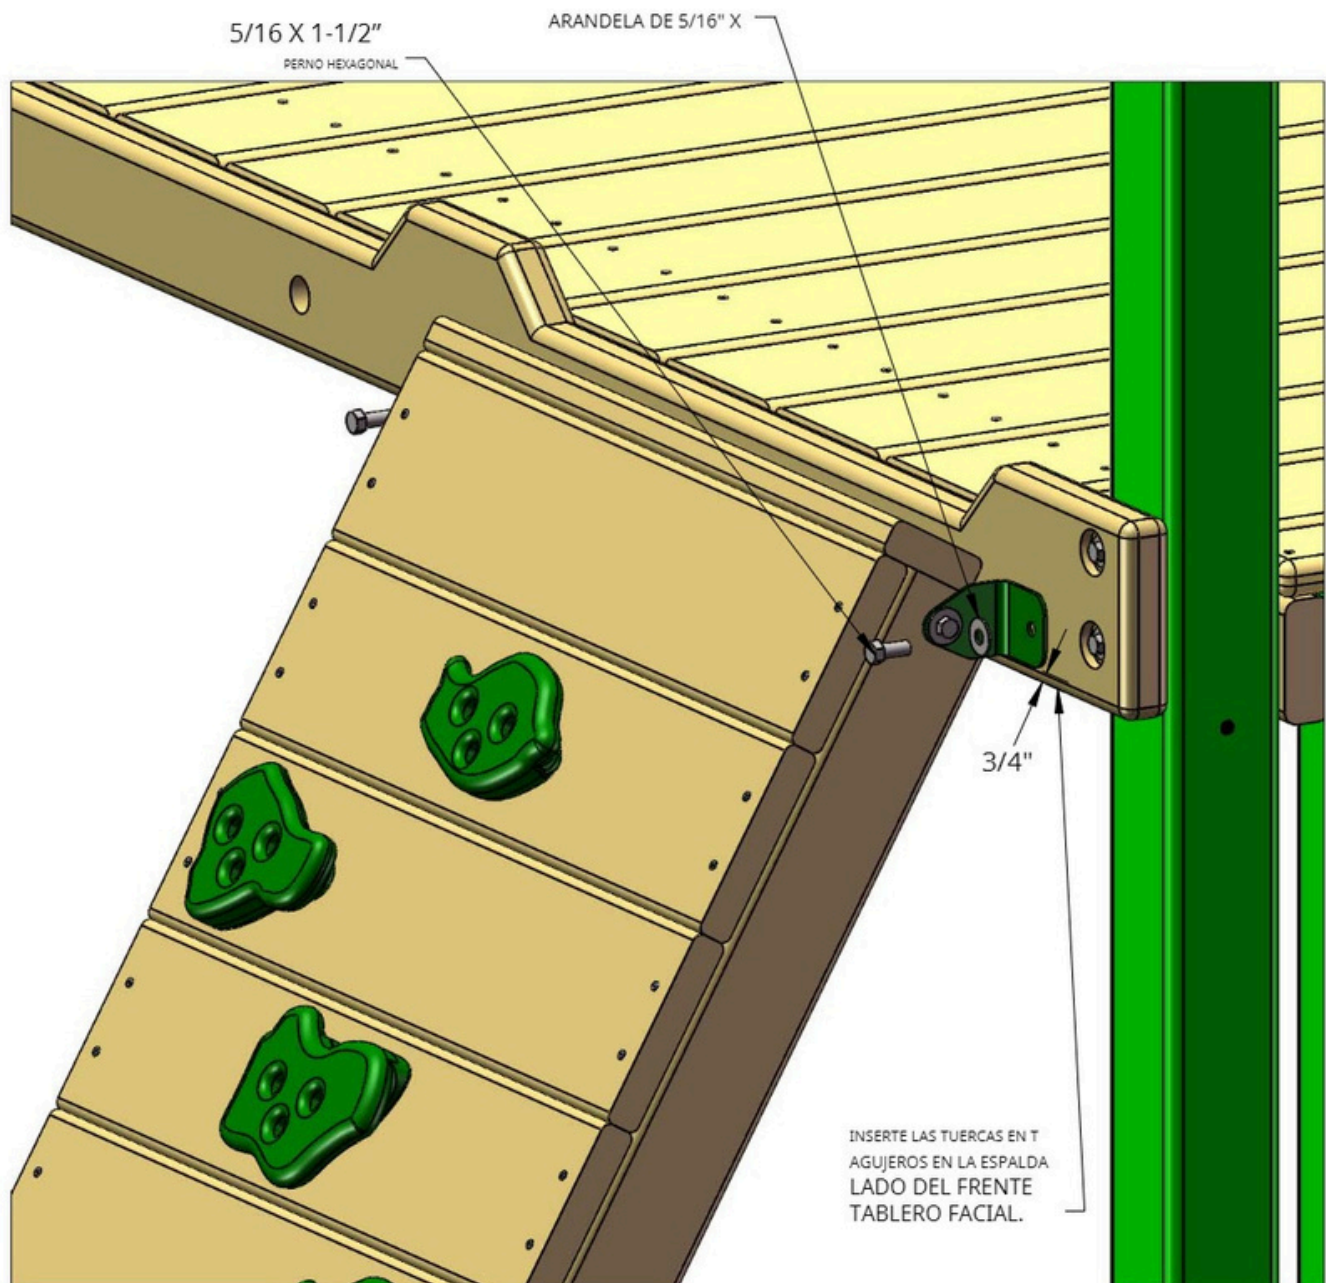 5/16 X 1-1/2”
PERNO HEXAGONAL
ARANDELA DE 5/16" X
3/4"
INSERTE LAS TUERCAS EN T
AGUJEROS EN LA ESPALDA
LADO DEL FRENTE
TABLERO FACIAL.